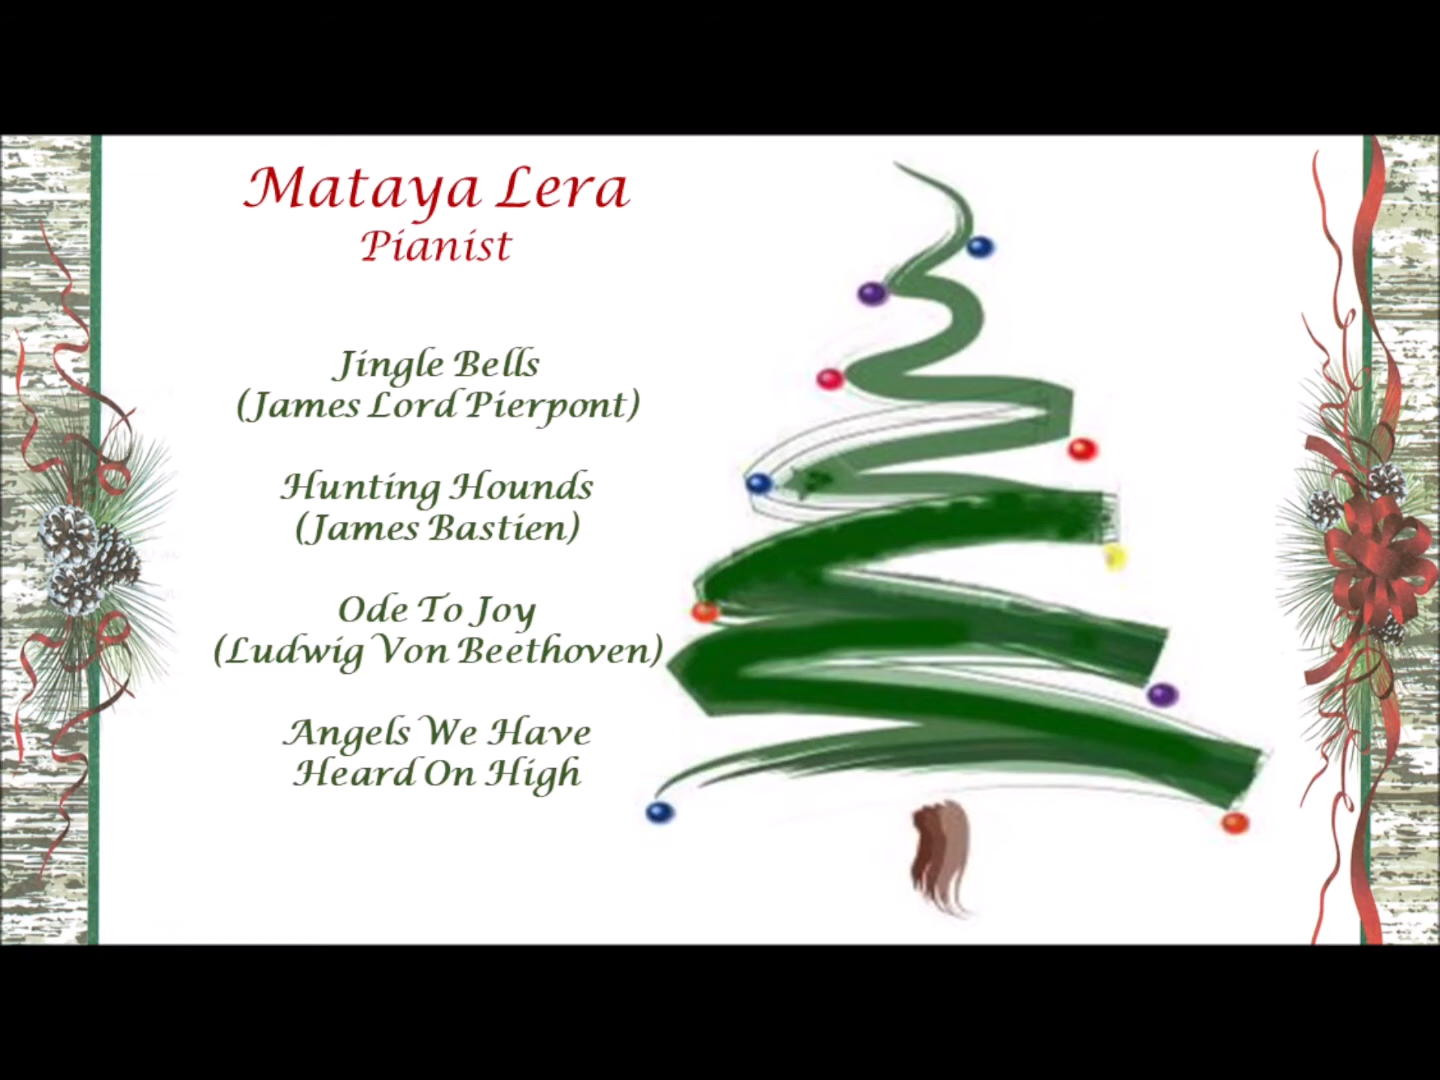 Mataya Lera
Pianist
Jingle Bells
(James Lord Pierpont)
Hunting Hounds
(James Bastien)
Ode To Joy
(Ludwig Von Beethoven)
Angels We Have
Heard On High